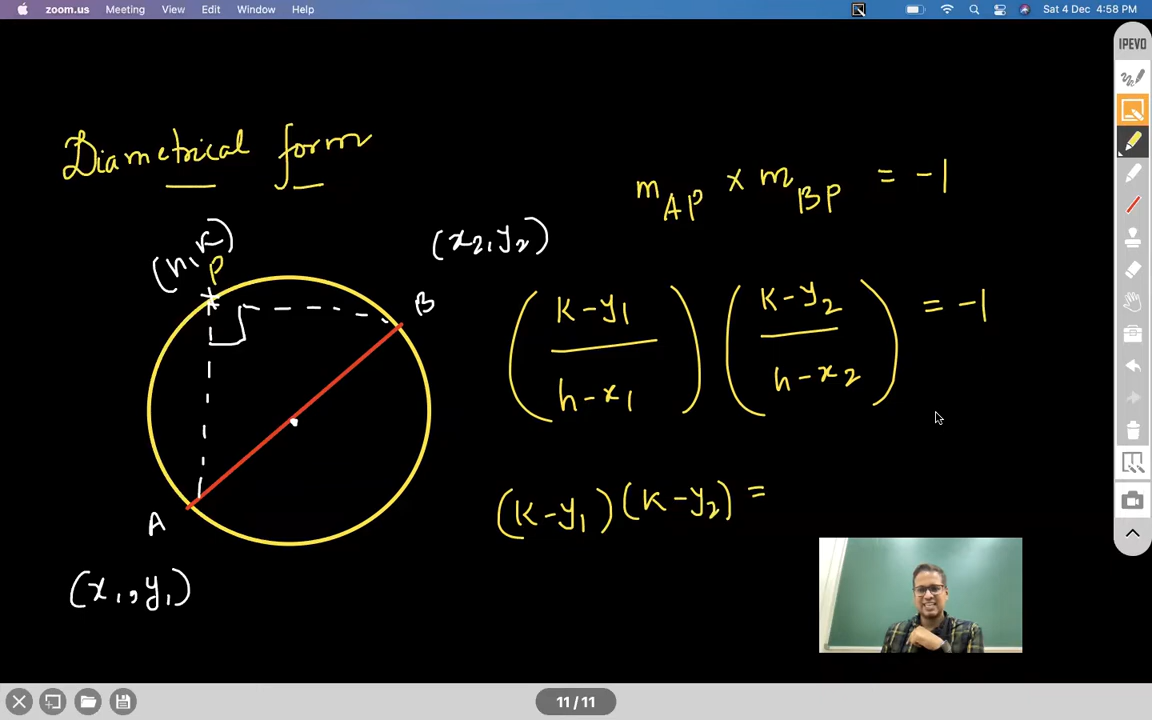 zoom.us Meeting View Edit Window Help Sat 4 Dec 4:58 PM
IPEVO
Diametrical form
m_AP × m_BP = -1
(h, k)
P
(x₂, y₂)
B
((k-y₁)/(h-x₁)) ((k-y₂)/(h-x₂)) = -1
(k-y₁)(k-y₂) =
A
(x₁, y₁)
11/11